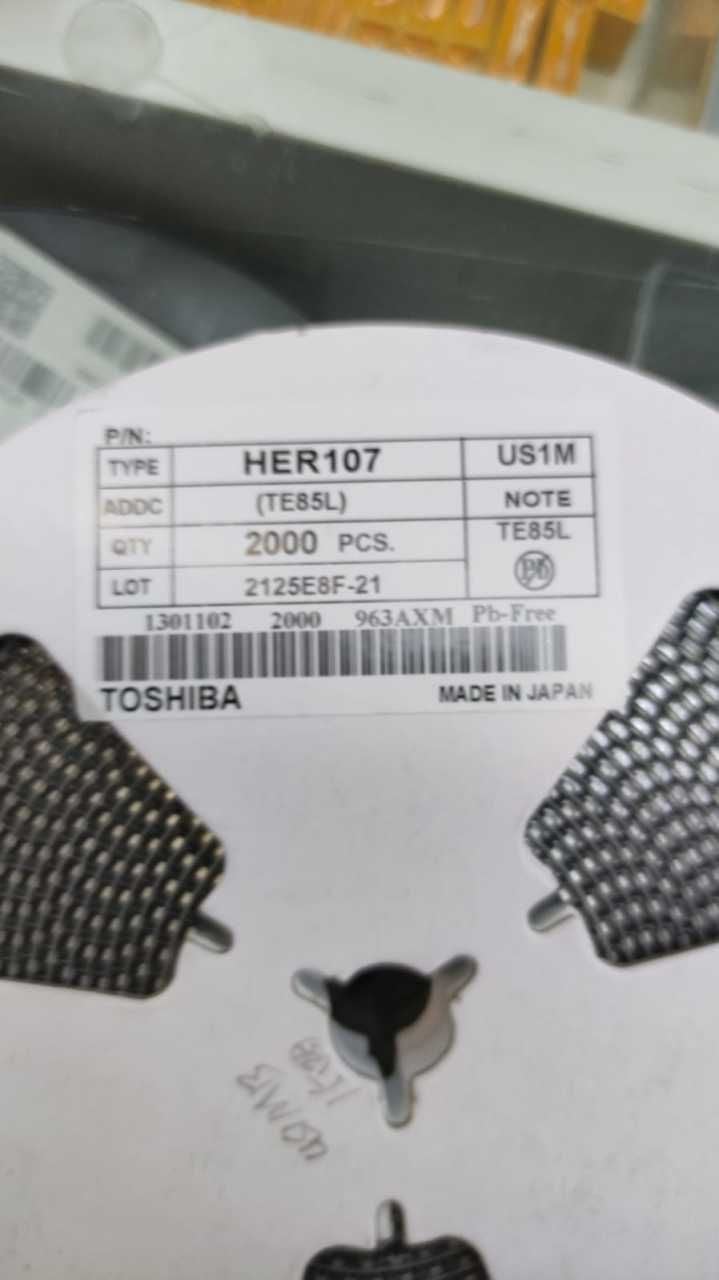 P/N:
TYPE HER107 US1M
ADDC (TE85L) NOTE
QTY 2000 PCS. TE85L
LOT 2125E8F-21 Pb
1301102 2000 963AXM Pb-Free
TOSHIBA MADE IN JAPAN